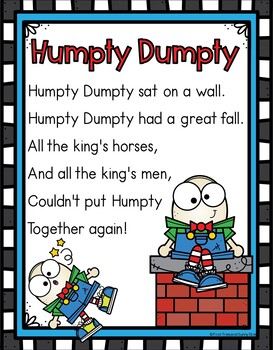 Humpty Dumpty
Humpty Dumpty sat on a wall.
Humpty Dumpty had a great fall.
All the king's horses,
And all the king's men,
Couldn't put Humpty
Together again!